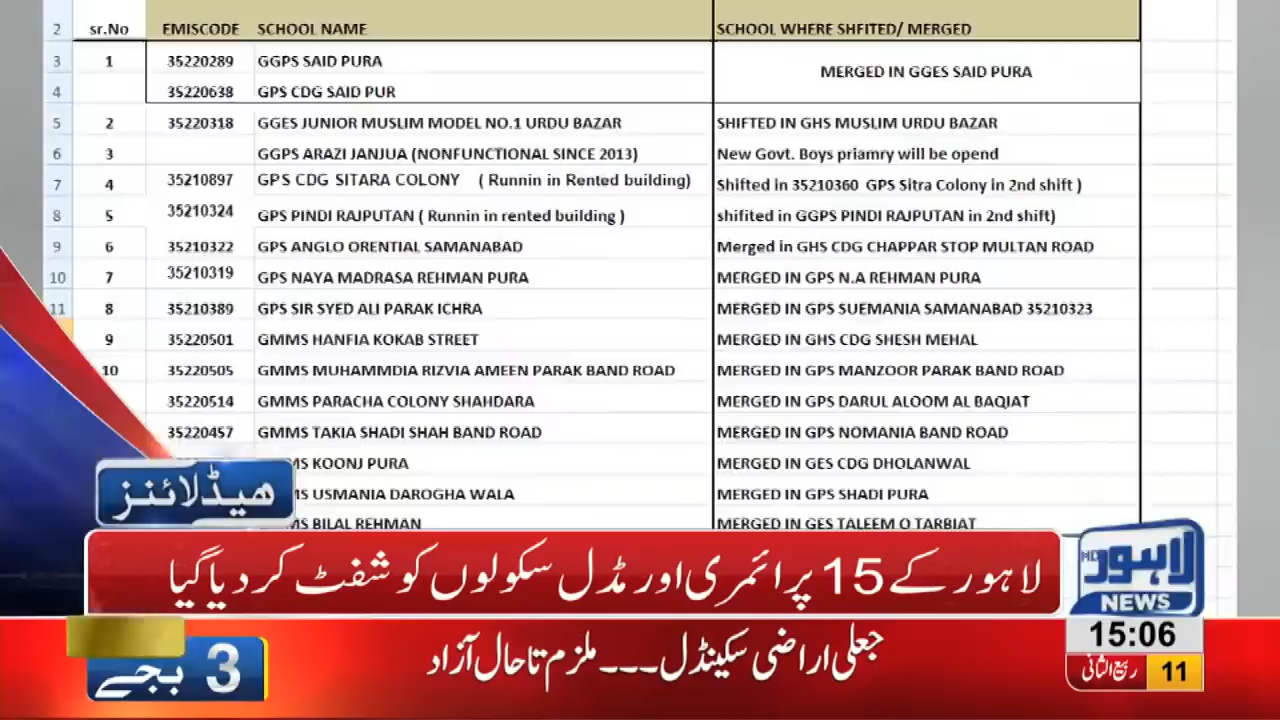 2 sr.No EMISCODE SCHOOL NAME SCHOOL WHERE SHFITED/ MERGED
3 1 35220289 GGPS SAID PURA MERGED IN GGES SAID PURA
4 35220638 GPS CDG SAID PUR
5 2 35220318 GGES JUNIOR MUSLIM MODEL NO.1 URDU BAZAR SHIFTED IN GHS MUSLIM URDU BAZAR
6 3 GGPS ARAZI JANJUA (NONFUNCTIONAL SINCE 2013) New Govt. Boys priamry will be opend
7 4 35210897 GPS CDG SITARA COLONY ( Runnin in Rented building) Shifted in 35210360 GPS Sitra Colony in 2nd shift )
8 5 35210324 GPS PINDI RAJPUTAN ( Runnin in rented building ) shifited in GGPS PINDI RAJPUTAN in 2nd shift)
9 6 35210322 GPS ANGLO ORENTIAL SAMANABAD Merged in GHS CDG CHAPPAR STOP MULTAN ROAD
10 7 35210319 GPS NAYA MADRASA REHMAN PURA MERGED IN GPS N.A REHMAN PURA
11 8 35210389 GPS SIR SYED ALI PARAK ICHRA MERGED IN GPS SUEMANIA SAMANABAD 35210323
9 35220501 GMMS HANFIA KOKAB STREET MERGED IN GHS CDG SHESH MEHAL
10 35220505 GMMS MUHAMMDIA RIZVIA AMEEN PARAK BAND ROAD MERGED IN GPS MANZOOR PARAK BAND ROAD
35220514 GMMS PARACHA COLONY SHAHDARA MERGED IN GPS DARUL ALOOM AL BAQIAT
35220457 GMMS TAKIA SHADI SHAH BAND ROAD MERGED IN GPS NOMANIA BAND ROAD
MS KOONJ PURA MERGED IN GES CDG DHOLANWAL
MS USMANIA DAROGHA WALA MERGED IN GPS SHADI PURA
MS BILAL REHMAN MERGED IN GES TALEEM O TARBIAT
ہیڈلائنز
لاہور کے 15 پرائمری اور مڈل سکولوں کو شفٹ کر دیا گیا
HD لاہور
NEWS
15:06
11 ربیع الثانی
جعلی اراضی سکینڈل۔۔۔ ملزم تاحال آزاد
3 بجے